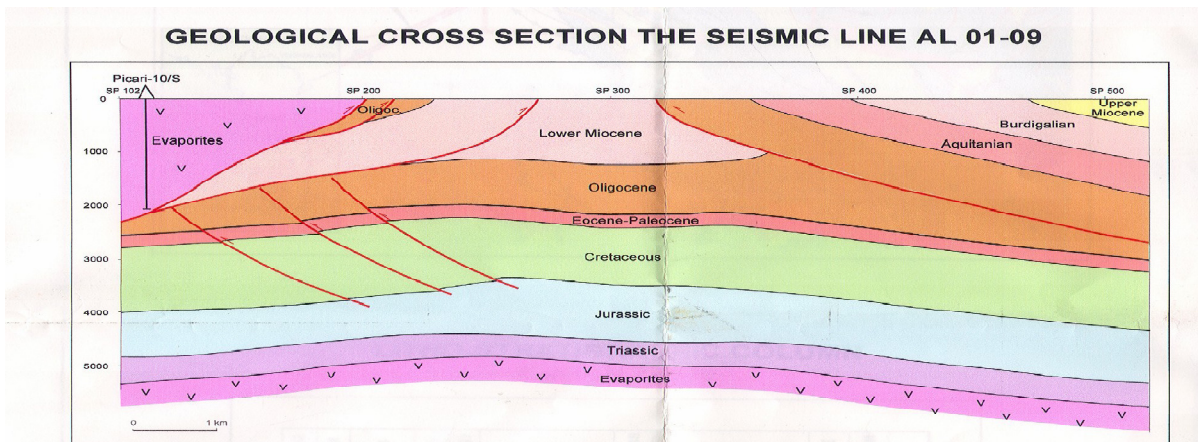 GEOLOGICAL CROSS SECTION THE SEISMIC LINE AL 01-09
Picari-10/S
SP 102
SP 200
SP 300
SP 400
SP 500
0
Oligoc.
Upper
Miocene
Evaporites
Lower Miocene
Burdigalian
Aquitanian
1000
Oligocene
2000
Eocene-Paleocene
Cretaceous
3000
4000
Jurassic
Triassic
5000
Evaporites
0
1 km